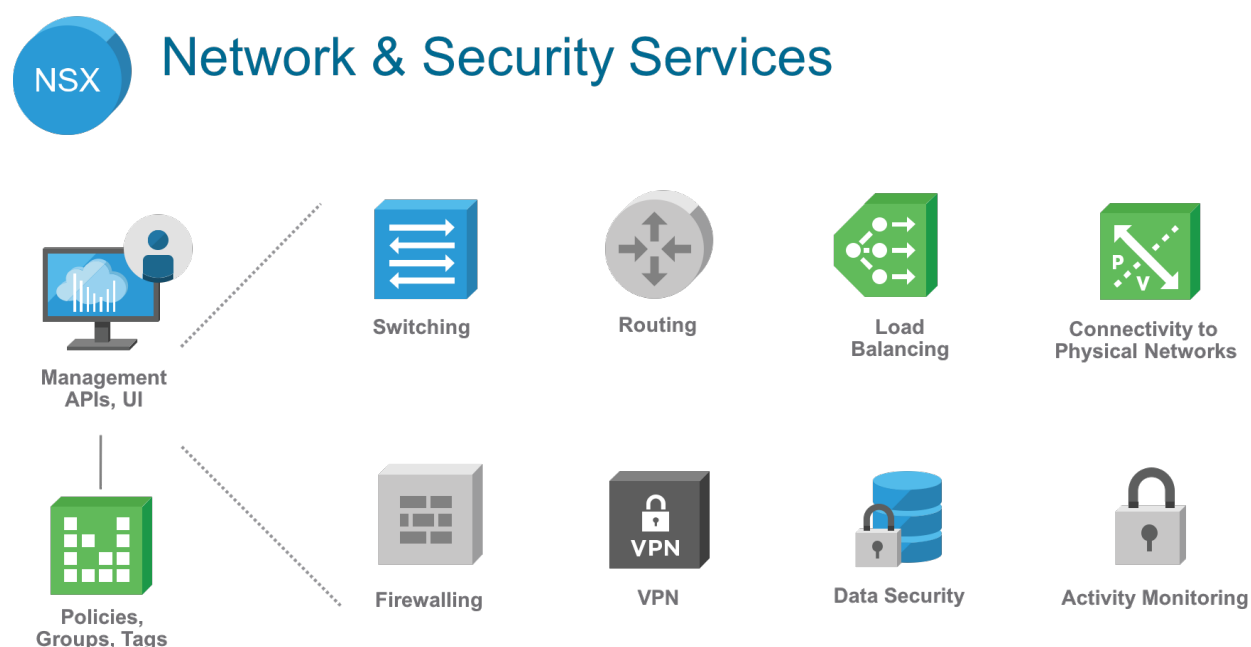 NSX
Network & Security Services
Management
APIs, UI
Policies,
Groups, Tags
Switching
Routing
Load
Balancing
P
V
Connectivity to
Physical Networks
Firewalling
VPN
VPN
Data Security
Activity Monitoring